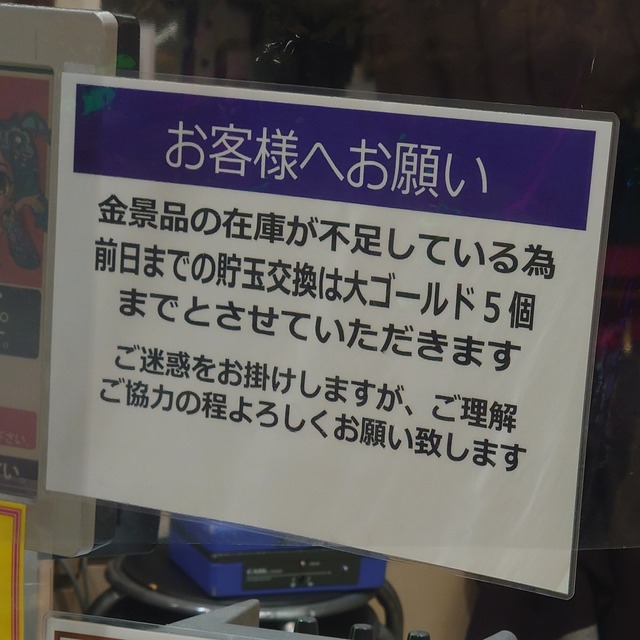 お客様へお願い
金景品の在庫が不足している為
前日までの貯玉交換は大ゴールド5個
までとさせていただきます
ご迷惑をお掛けしますが、ご理解
ご協力の程よろしくお願い致します